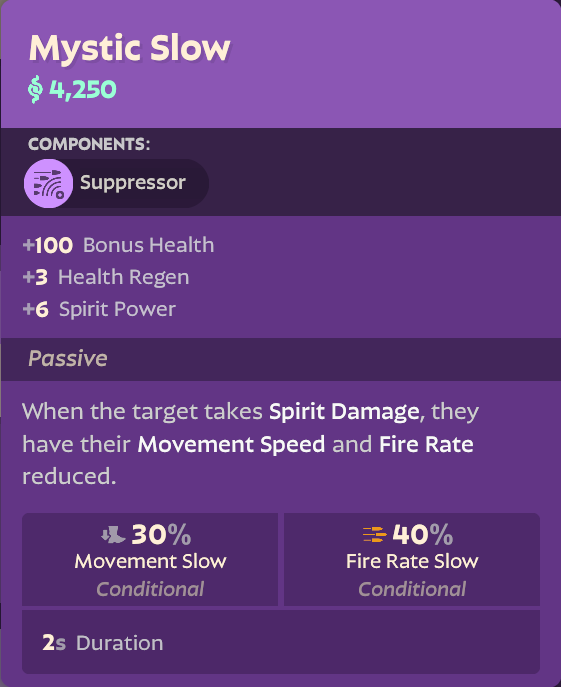 Mystic Slow
4,250
COMPONENTS:
Suppressor
+100 Bonus Health
+3 Health Regen
+6 Spirit Power
Passive
When the target takes Spirit Damage, they
have their Movement Speed and Fire Rate
reduced.
30%
Movement Slow
Conditional
40%
Fire Rate Slow
Conditional
2s Duration